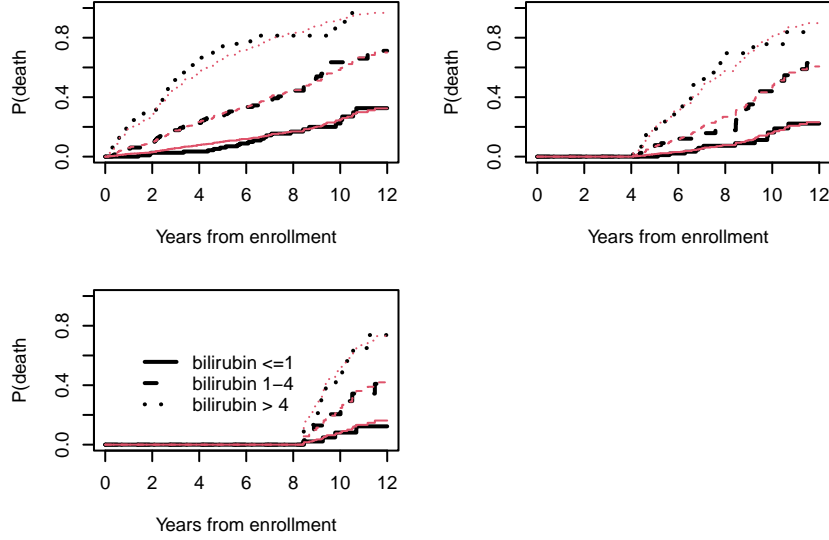 P(death
0.0 0.4 0.8
0 2 4 6 8 10 12
Years from enrollment
P(death
0.0 0.4 0.8
0 2 4 6 8 10 12
Years from enrollment
P(death
0.0 0.4 0.8
bilirubin <=1
bilirubin 1−4
bilirubin > 4
0 2 4 6 8 10 12
Years from enrollment